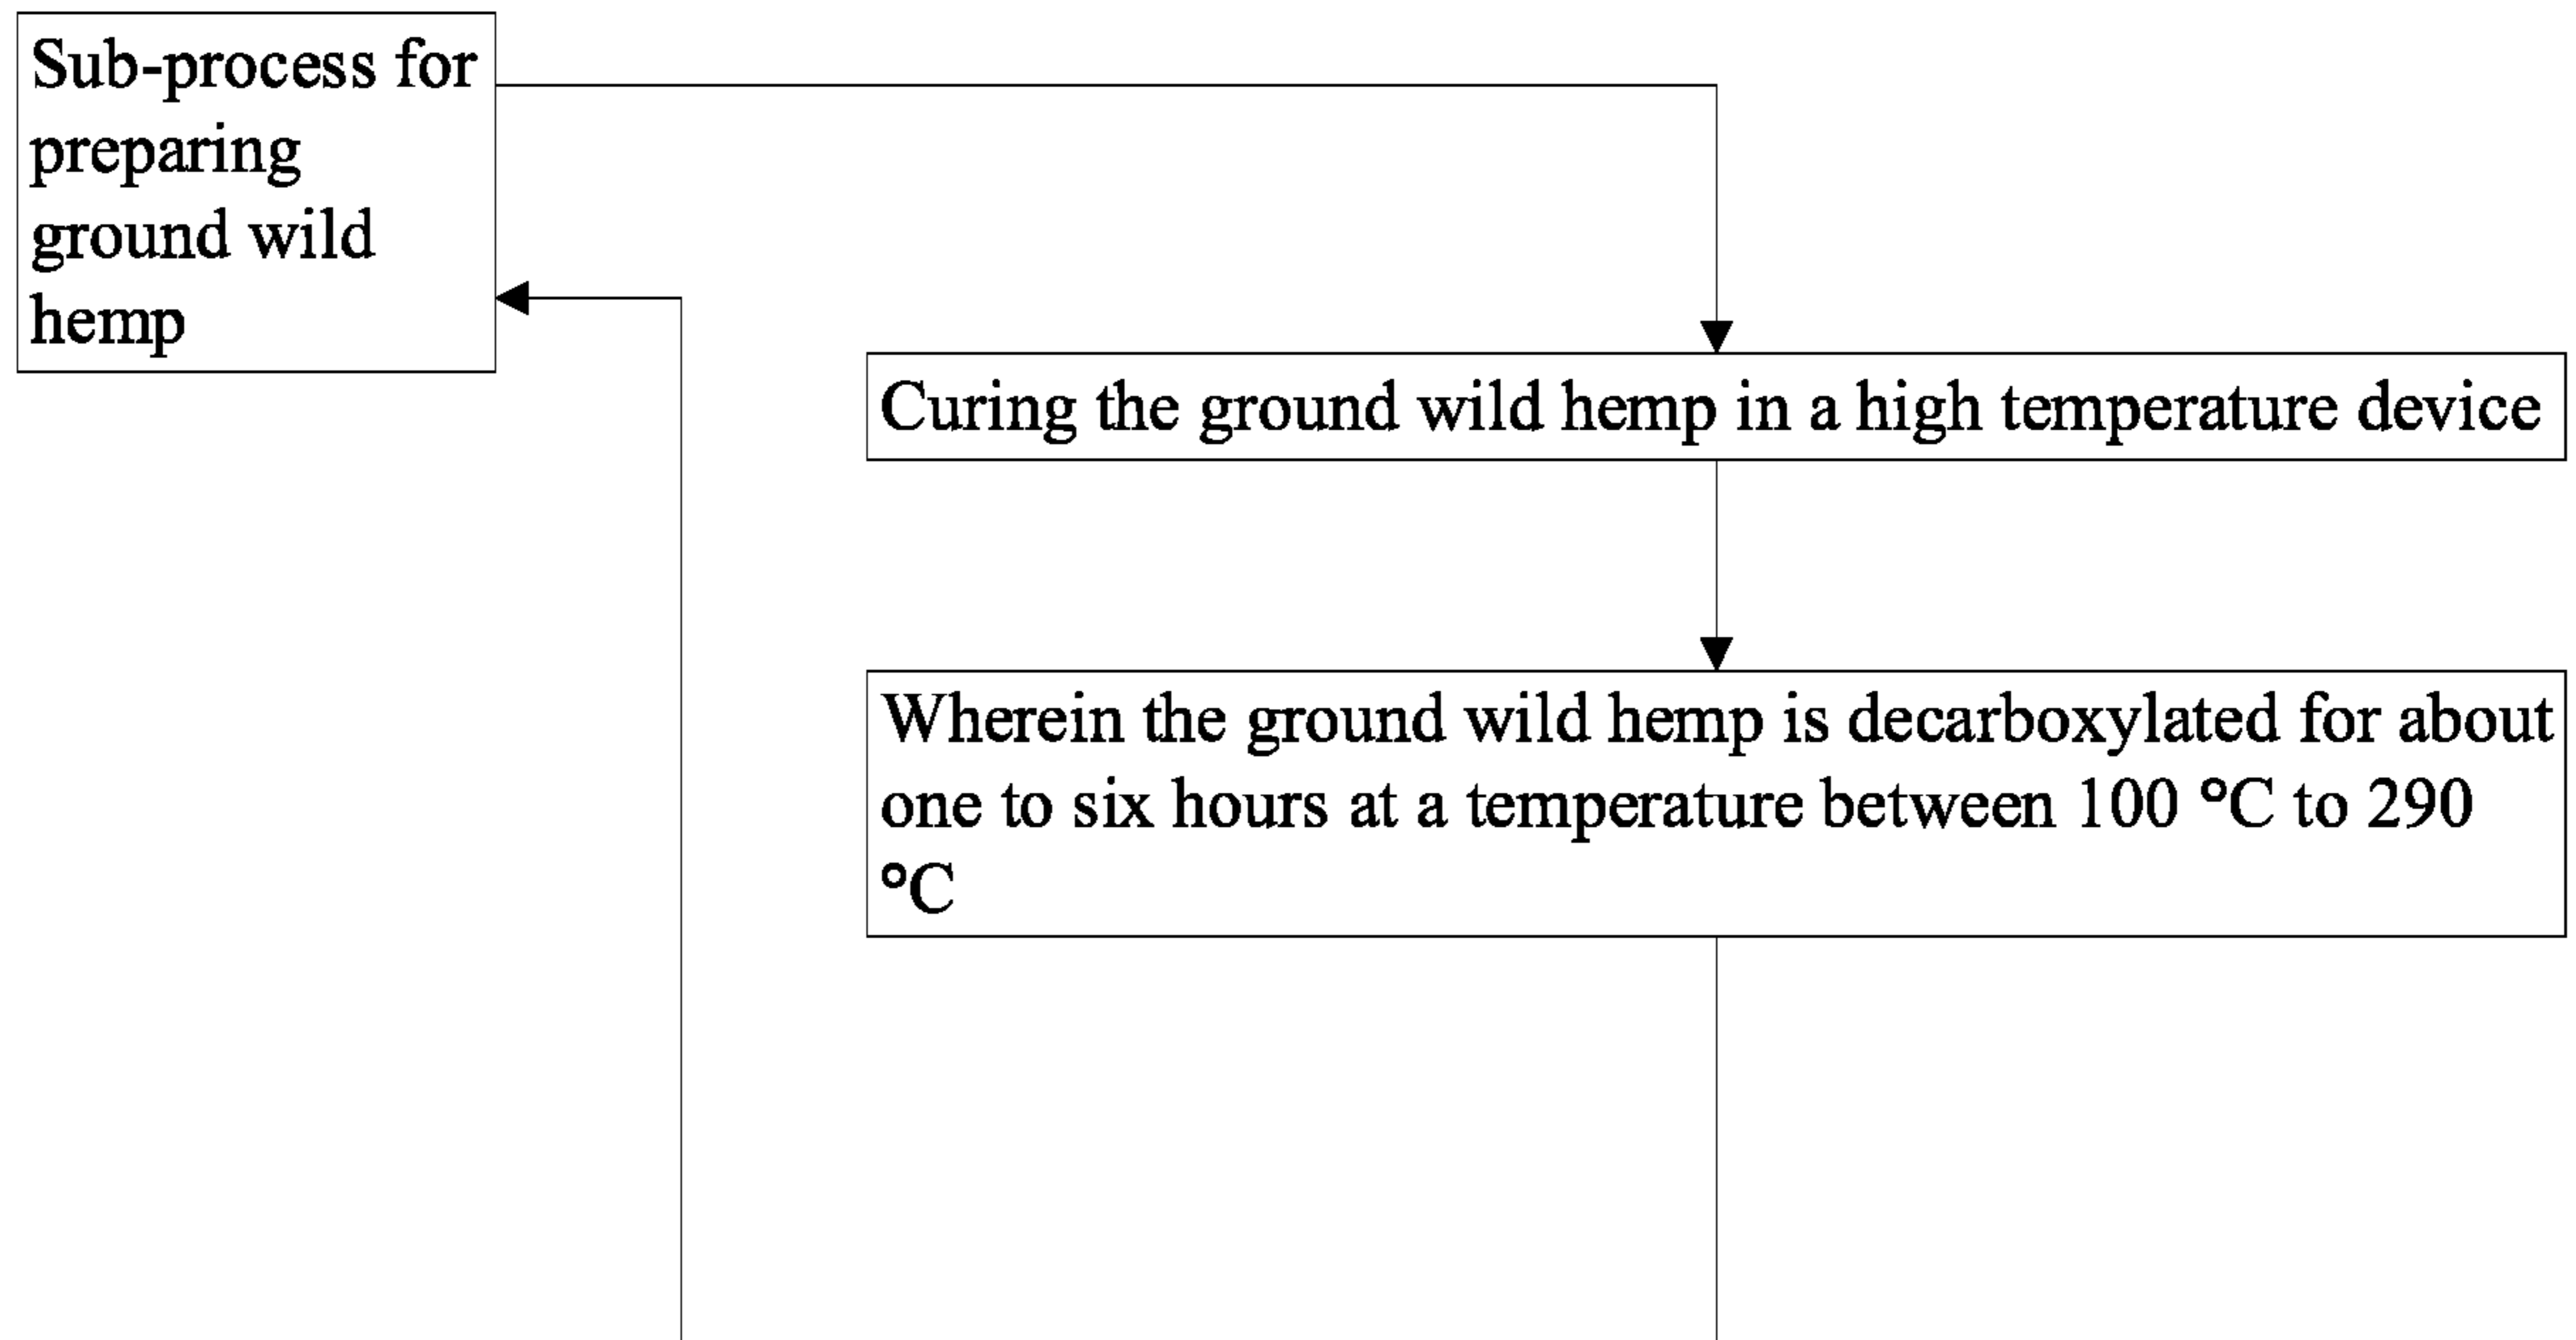 Sub-process for
preparing
ground wild
hemp
Curing the ground wild hemp in a high temperature device
Wherein the ground wild hemp is decarboxylated for about
one to six hours at a temperature between 100 °C to 290
°C